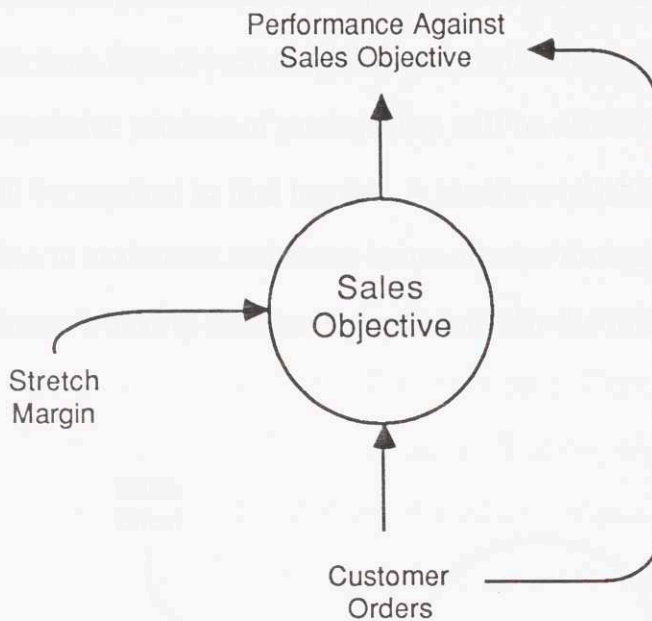 Performance Against
Sales Objective
Sales
Objective
Stretch
Margin
Customer
Orders